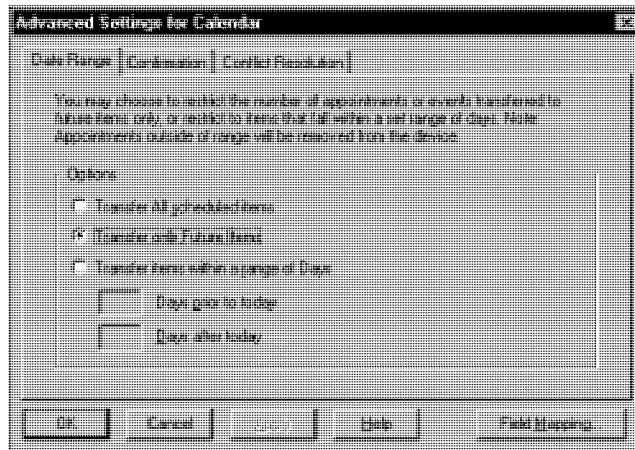 Advanced Settings for Calendar
Date Range Confirmation Conflict Resolution
You may choose to restrict the number of appointments or events transferred to
future items only, or restrict to items that fall within a set range of days. Note:
Appointments outside of range will be removed from the device.
Options
Transfer All scheduled items
Transfer only Future Items
Transfer items within a range of Days
Days prior to today
Days after today
OK Cancel Help Field Mapping...